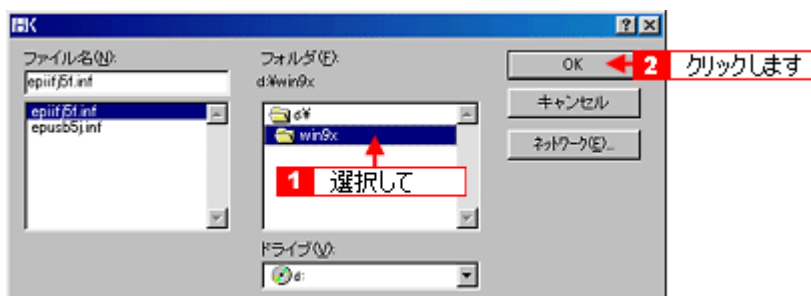 開く
ファイル名(N):
epiifj5f.inf
epiifj5f.inf
epusb5j.inf
フォルダ(F):
d:¥win9x
d:¥
win9x
1 選択して
ドライブ(V):
d:
OK
2 クリックします
キャンセル
ネットワーク(E)...